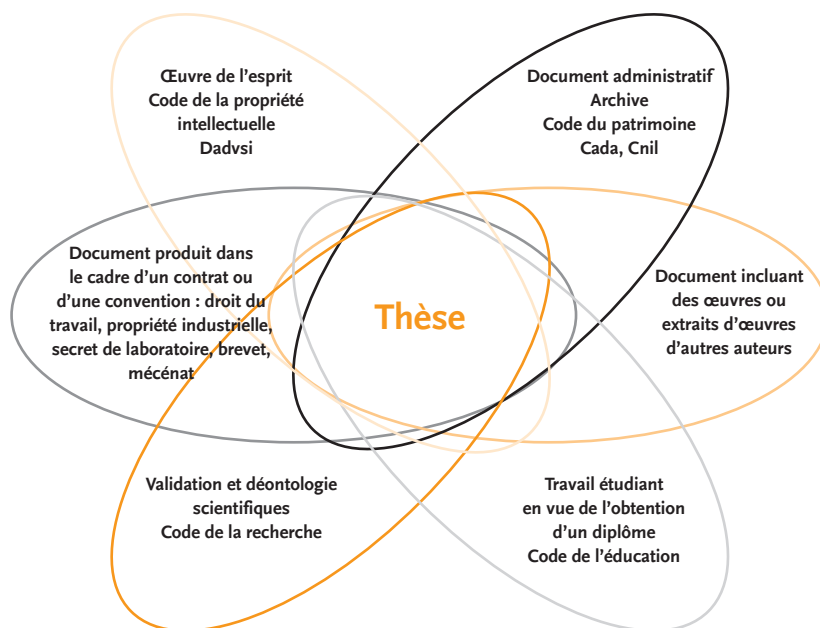 Œuvre de l’esprit
Code de la propriété
intellectuelle
Dadvsi
Document administratif
Archive
Code du patrimoine
Cada, Cnil
Document produit dans
le cadre d’un contrat ou
d’une convention : droit du
travail, propriété industrielle,
secret de laboratoire, brevet,
mécénat
Thèse
Document incluant
des œuvres ou
extraits d’œuvres
d’autres auteurs
Validation et déontologie
scientifiques
Code de la recherche
Travail étudiant
en vue de l’obtention
d’un diplôme
Code de l’éducation